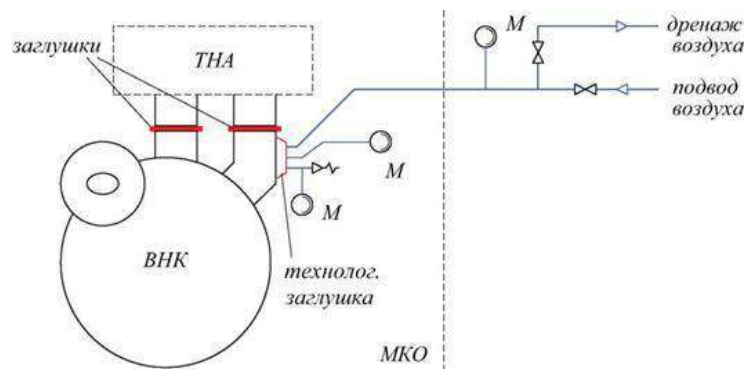 заглушки
ТНА
М
дренаж
воздуха
подвод
воздуха
М
М
ВНК
технолог.
заглушка
МКО